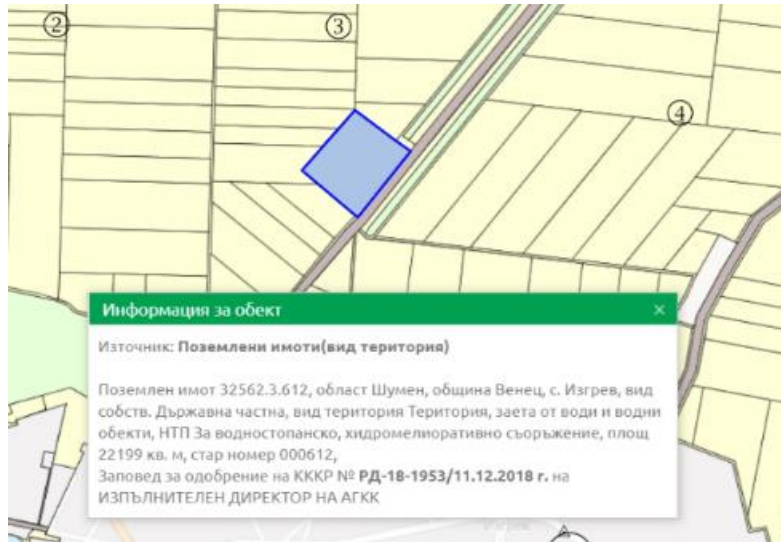 2
3
4
Информация за обект ×
Източник: Поземлени имоти(вид територия)
Поземлен имот 32562.3.612, област Шумен, община Венец, с. Изгрев, вид
собств. Държавна частна, вид територия Територия, заета от води и водни
обекти, НТП За водностопанско, хидромелиоративно съоръжение, площ
22199 кв. м, стар номер 000612,
Заповед за одобрение на КККР № РД-18-1953/11.12.2018 г. на
ИЗПЪЛНИТЕЛЕН ДИРЕКТОР НА АГКК